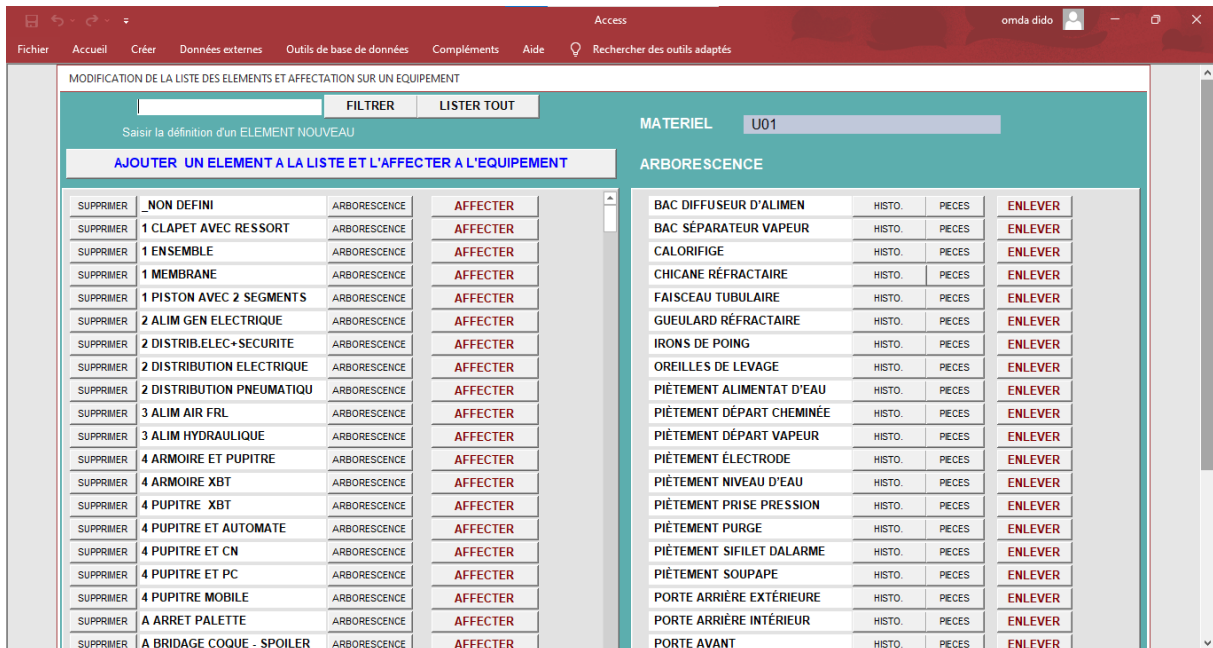 Access
omda dido
Fichier Accueil Créer Données externes Outils de base de données Compléments Aide Rechercher des outils adaptés
MODIFICATION DE LA LISTE DES ELEMENTS ET AFFECTATION SUR UN EQUIPEMENT
FILTRER LISTER TOUT
Saisir la définition d'un ELEMENT NOUVEAU
MATERIEL U01
AJOUTER UN ELEMENT A LA LISTE ET L'AFFECTER A L'EQUIPEMENT
ARBORESCENCE
SUPPRIMER _NON DEFINI ARBORESCENCE AFFECTER BAC DIFFUSEUR D'ALIMEN HISTO. PIECES ENLEVER
SUPPRIMER 1 CLAPET AVEC RESSORT ARBORESCENCE AFFECTER BAC SÉPARATEUR VAPEUR HISTO. PIECES ENLEVER
SUPPRIMER 1 ENSEMBLE ARBORESCENCE AFFECTER CALORIFIGE HISTO. PIECES ENLEVER
SUPPRIMER 1 MEMBRANE ARBORESCENCE AFFECTER CHICANE RÉFRACTAIRE HISTO. PIECES ENLEVER
SUPPRIMER 1 PISTON AVEC 2 SEGMENTS ARBORESCENCE AFFECTER FAISCEAU TUBULAIRE HISTO. PIECES ENLEVER
SUPPRIMER 2 ALIM GEN ELECTRIQUE ARBORESCENCE AFFECTER GUEULARD RÉFRACTAIRE HISTO. PIECES ENLEVER
SUPPRIMER 2 DISTRIB.ELEC+SECURITE ARBORESCENCE AFFECTER IRONS DE POING HISTO. PIECES ENLEVER
SUPPRIMER 2 DISTRIBUTION ELECTRIQUE ARBORESCENCE AFFECTER OREILLES DE LEVAGE HISTO. PIECES ENLEVER
SUPPRIMER 2 DISTRIBUTION PNEUMATIQU ARBORESCENCE AFFECTER PIÈTEMENT ALIMENTAT D'EAU HISTO. PIECES ENLEVER
SUPPRIMER 3 ALIM AIR FRL ARBORESCENCE AFFECTER PIÈTEMENT DÉPART CHEMINÉE HISTO. PIECES ENLEVER
SUPPRIMER 3 ALIM HYDRAULIQUE ARBORESCENCE AFFECTER PIÈTEMENT DÉPART VAPEUR HISTO. PIECES ENLEVER
SUPPRIMER 4 ARMOIRE ET PUPITRE ARBORESCENCE AFFECTER PIÈTEMENT ÉLECTRODE HISTO. PIECES ENLEVER
SUPPRIMER 4 ARMOIRE XBT ARBORESCENCE AFFECTER PIÈTEMENT NIVEAU D'EAU HISTO. PIECES ENLEVER
SUPPRIMER 4 PUPITRE XBT ARBORESCENCE AFFECTER PIÈTEMENT PRISE PRESSION HISTO. PIECES ENLEVER
SUPPRIMER 4 PUPITRE ET AUTOMATE ARBORESCENCE AFFECTER PIÈTEMENT PURGE HISTO. PIECES ENLEVER
SUPPRIMER 4 PUPITRE ET CN ARBORESCENCE AFFECTER PIÈTEMENT SIFILET DALARME HISTO. PIECES ENLEVER
SUPPRIMER 4 PUPITRE ET PC ARBORESCENCE AFFECTER PIÈTEMENT SOUPAPE HISTO. PIECES ENLEVER
SUPPRIMER 4 PUPITRE MOBILE ARBORESCENCE AFFECTER PORTE ARRIÈRE EXTÉRIEURE HISTO. PIECES ENLEVER
SUPPRIMER A ARRET PALETTE ARBORESCENCE AFFECTER PORTE ARRIÈRE INTÉRIEUR HISTO. PIECES ENLEVER
SUPPRIMER A BRIDAGE COQUE - SPOILER ARBORESCENCE AFFECTER PORTE AVANT HISTO. PIECES ENLEVER